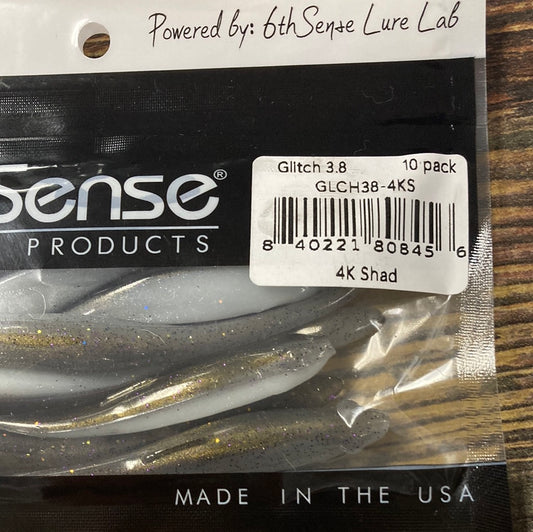 Powered by: 6thSense Lure Lab
Sense®
PRODUCTS
Glitch 3.8 10 pack
GLCH38-4KS
8 40221 80845 6
4K Shad
MADE IN THE USA